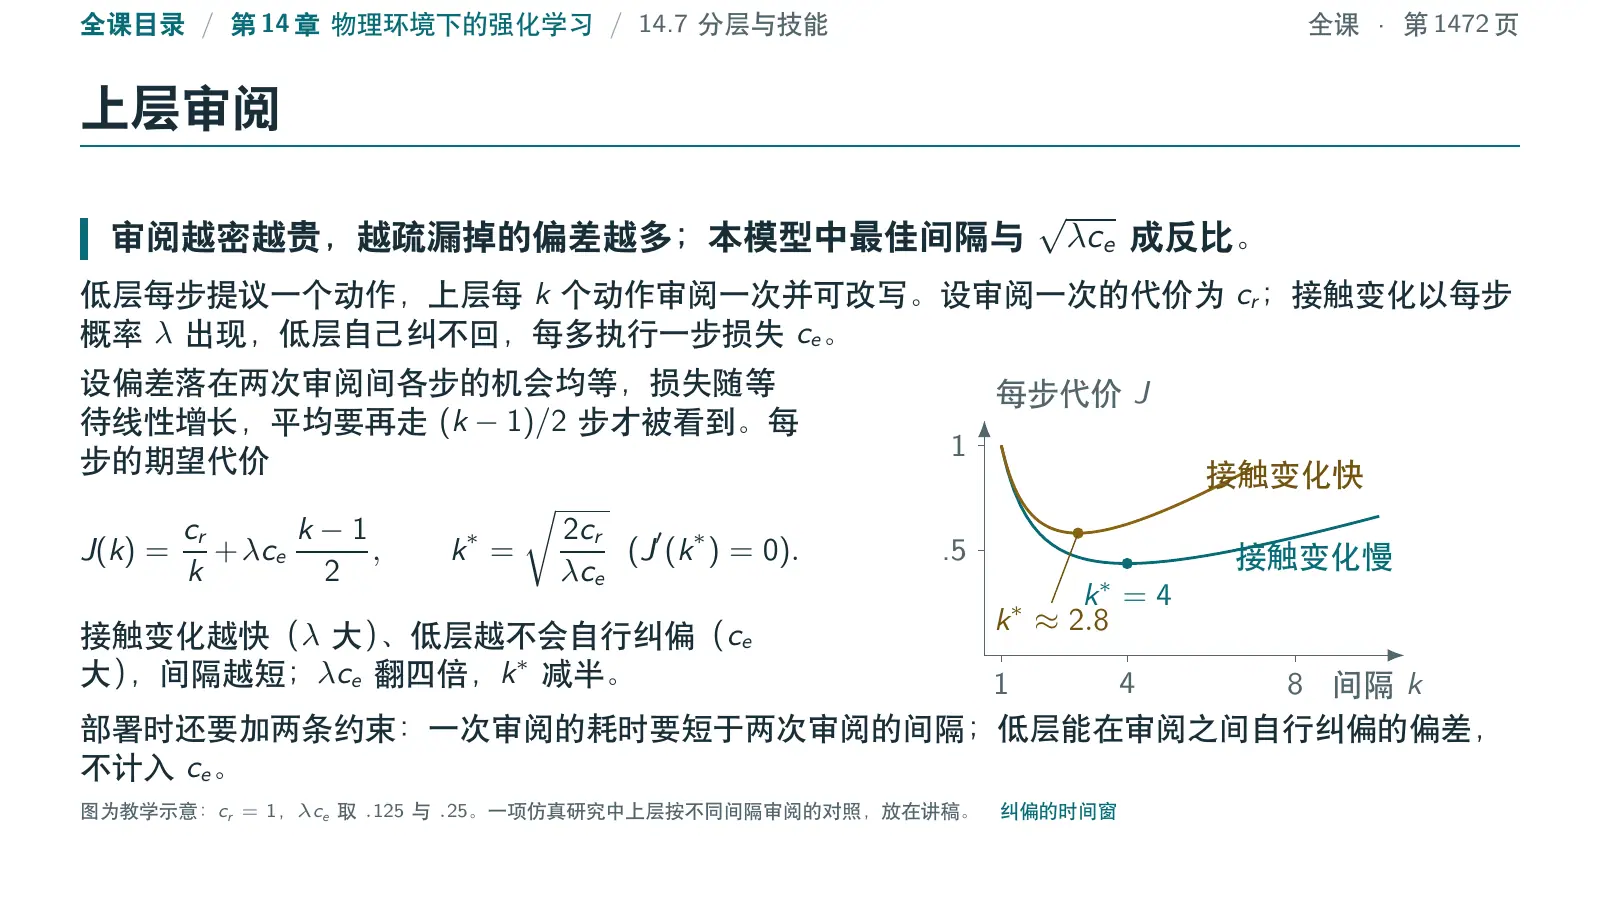 全课目录 / 第 14 章 物理环境下的强化学习 / 14.7 分层与技能
全课 · 第 1472 页
上层审阅
审阅越密越贵，越疏漏掉的偏差越多；本模型中最佳间隔与 √(λcₑ) 成反比。
低层每步提议一个动作，上层每 k 个动作审阅一次并可改写。设审阅一次的代价为 cᵣ；接触变化以每步
概率 λ 出现，低层自己纠不回，每多执行一步损失 cₑ。
设偏差落在两次审阅间各步的机会均等，损失随等
待线性增长，平均要再走 (k − 1)/2 步才被看到。每
步的期望代价
J(k) = cᵣ/k + λcₑ (k − 1)/2, k* = √(2cᵣ/(λcₑ)) (J′(k*) = 0).
接触变化越快（λ 大）、低层越不会自行纠偏（cₑ
大），间隔越短；λcₑ 翻四倍，k* 减半。
每步代价 J
1
.5
接触变化快
接触变化慢
k* = 4
k* ≈ 2.8
1 4 8 间隔 k
部署时还要加两条约束：一次审阅的耗时要短于两次审阅的间隔；低层能在审阅之间自行纠偏的偏差，
不计入 cₑ。
图为教学示意：cᵣ = 1，λcₑ 取 .125 与 .25。一项仿真研究中上层按不同间隔审阅的对照，放在讲稿。 纠偏的时间窗